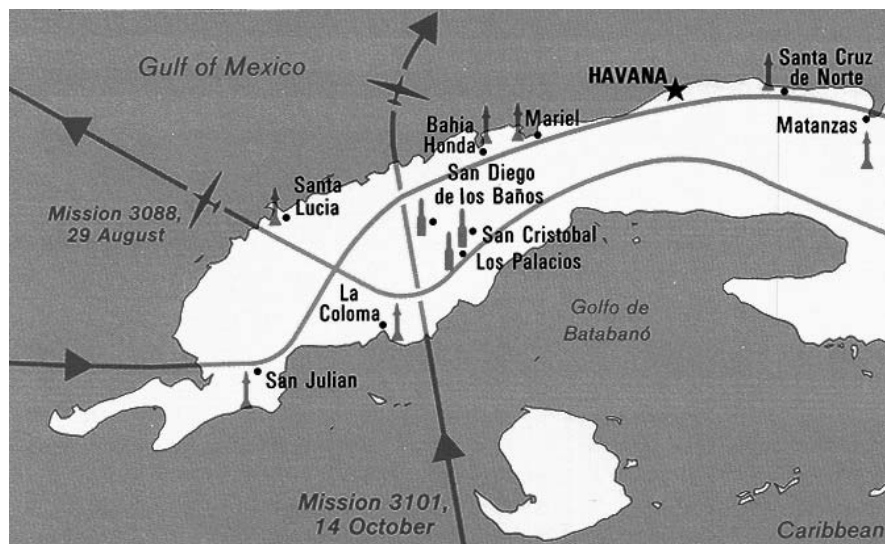 Gulf of Mexico
HAVANA
Santa Cruz
de Norte
Matanzas
Mariel
Bahia
Honda
San Diego
de los Baños
Santa
Lucia
Mission 3088,
29 August
San Cristobal
Los Palacios
La
Coloma
Golfo de
Batabanó
San Julian
Mission 3101,
14 October
Caribbean